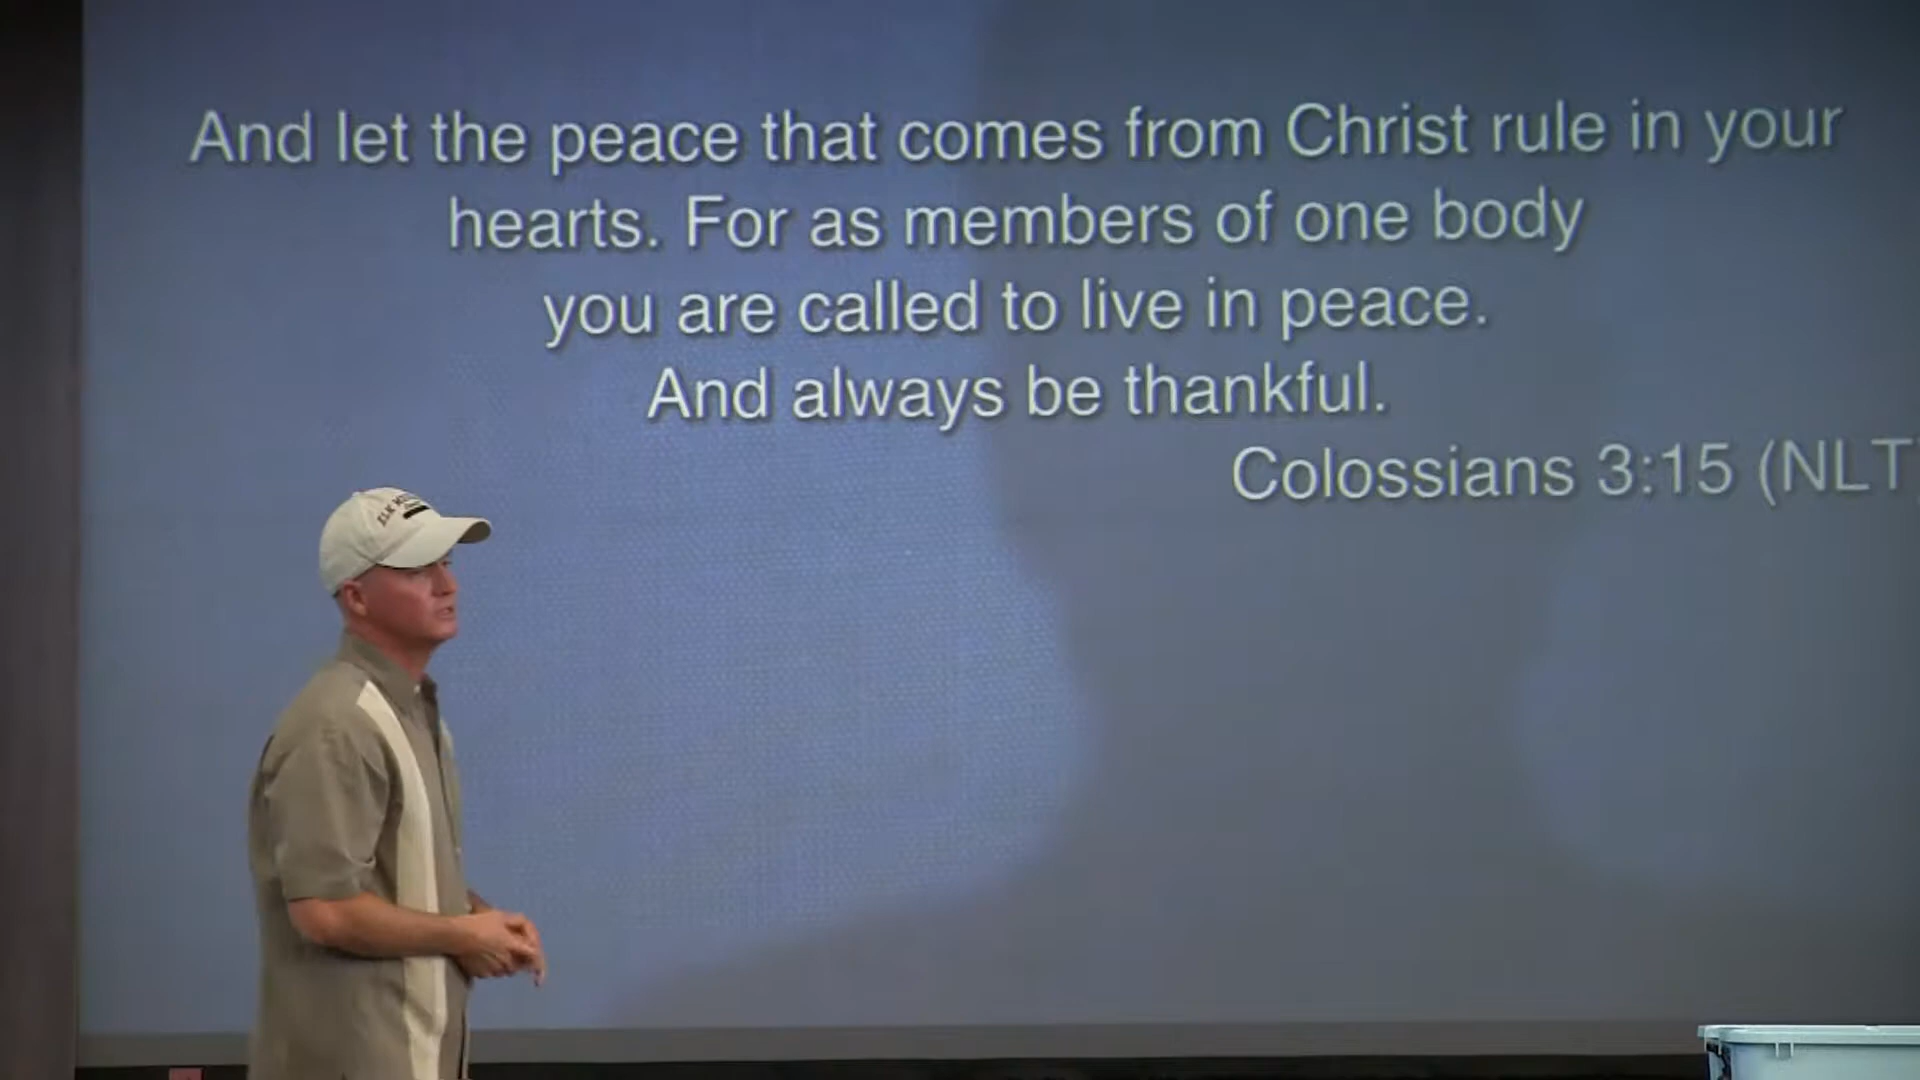 And let the peace that comes from Christ rule in your
hearts. For as members of one body
you are called to live in peace.
And always be thankful.
Colossians 3:15 (NLT)
ELK